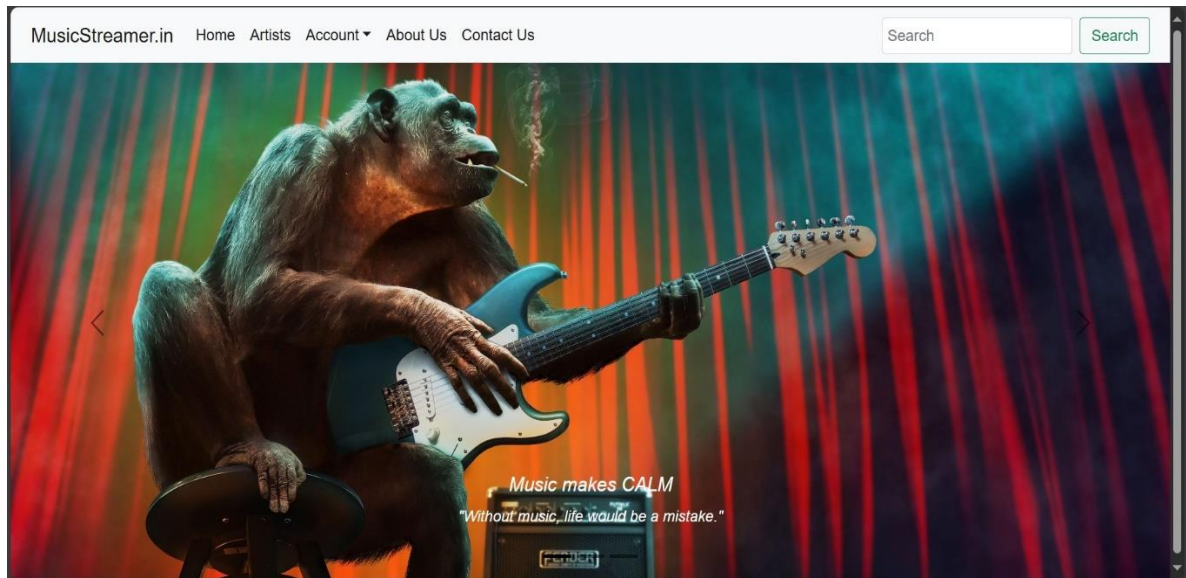 MusicStreamer.in Home Artists Account About Us Contact Us Search Search
Music makes CALM
"Without music, life would be a mistake."
FENDER